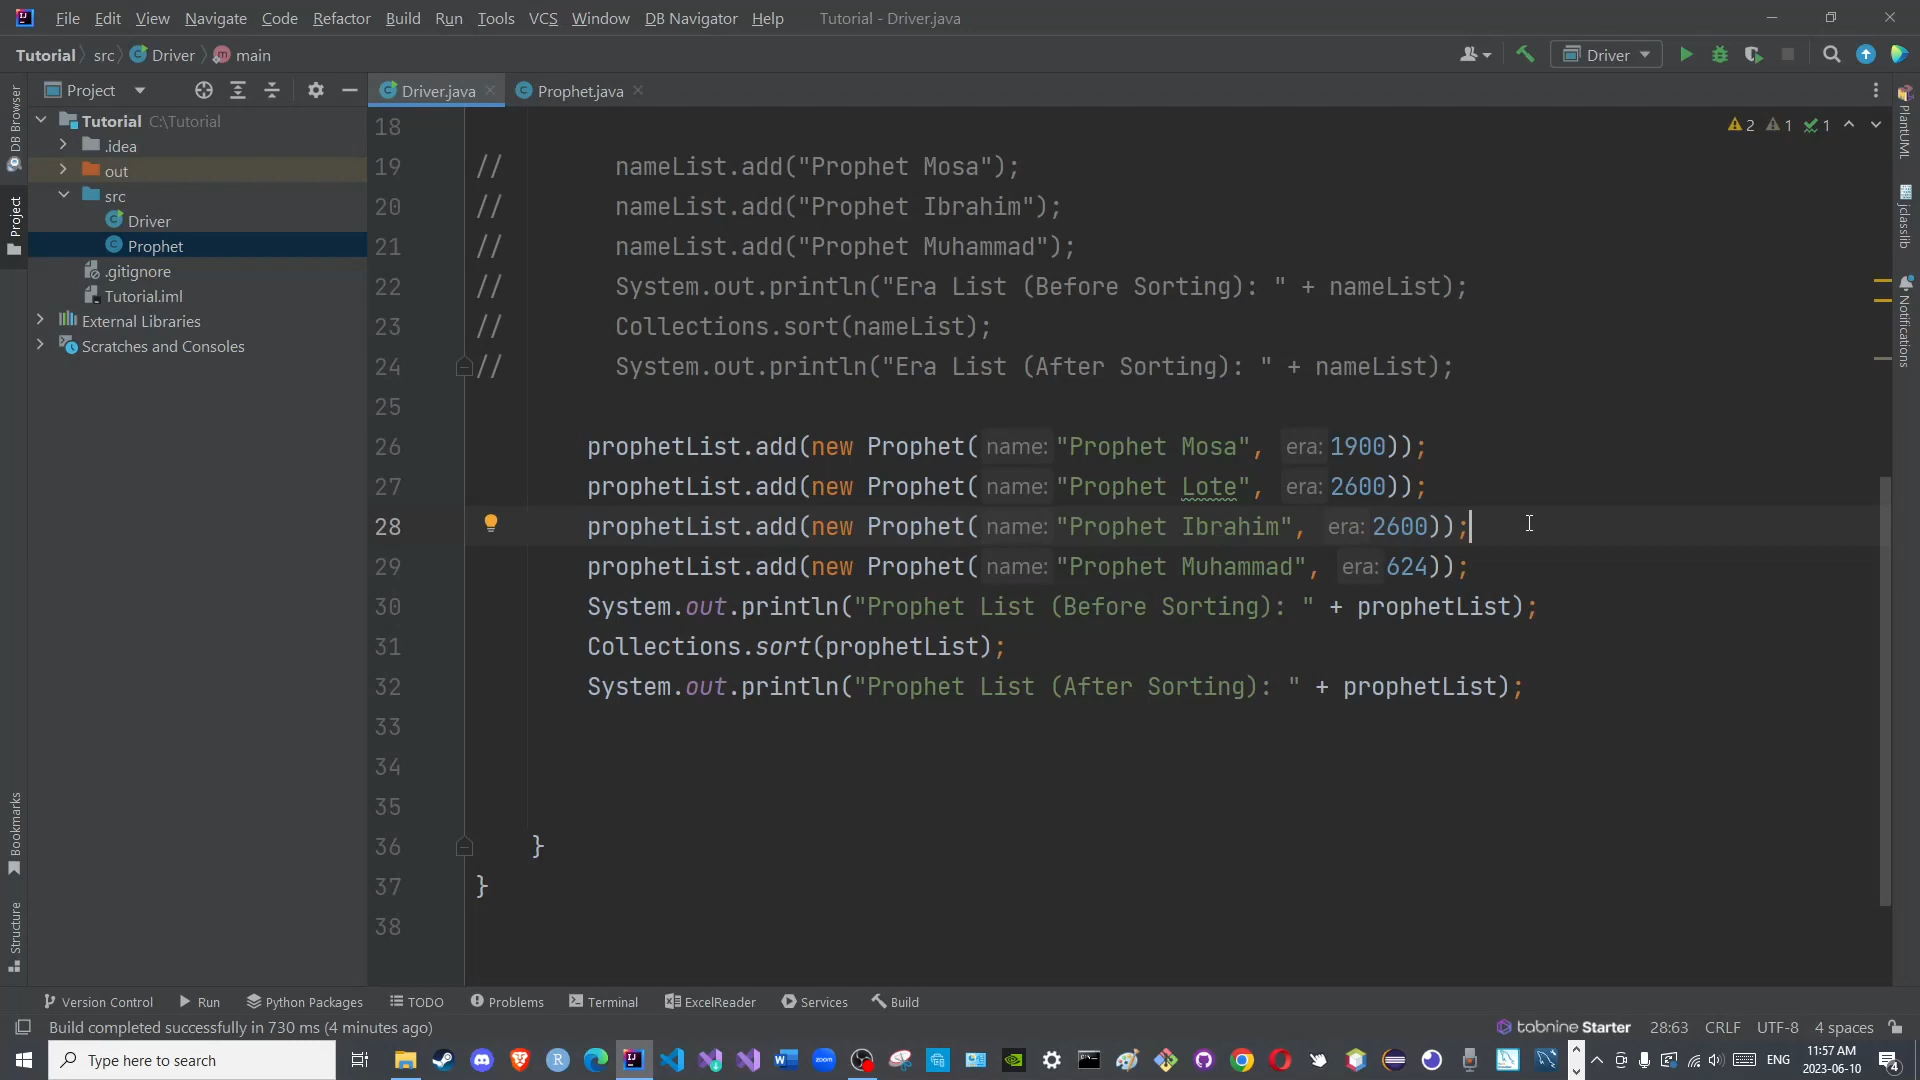 File Edit View Navigate Code Refactor Build Run Tools VCS Window DB Navigator Help Tutorial - Driver.java
Tutorial src Driver main Driver
Project Driver.java Prophet.java
Tutorial C:\Tutorial
.idea
out
src
Driver
Prophet
.gitignore
Tutorial.iml
External Libraries
Scratches and Consoles
DB Browser
Project
Bookmarks
Structure
2 1 1
18
19 // nameList.add("Prophet Mosa");
20 // nameList.add("Prophet Ibrahim");
21 // nameList.add("Prophet Muhammad");
22 // System.out.println("Era List (Before Sorting): " + nameList);
23 // Collections.sort(nameList);
24 // System.out.println("Era List (After Sorting): " + nameList);
25
26 prophetList.add(new Prophet( name: "Prophet Mosa", era: 1900));
27 prophetList.add(new Prophet( name: "Prophet Lote", era: 2600));
28 prophetList.add(new Prophet( name: "Prophet Ibrahim", era: 2600));
29 prophetList.add(new Prophet( name: "Prophet Muhammad", era: 624));
30 System.out.println("Prophet List (Before Sorting): " + prophetList);
31 Collections.sort(prophetList);
32 System.out.println("Prophet List (After Sorting): " + prophetList);
33
34
35
36 }
37 }
38
PlantUML
jclasslib
Notifications
Version Control Run Python Packages TODO Problems Terminal ExcelReader Services Build
Build completed successfully in 730 ms (4 minutes ago) tabnine Starter 28:63 CRLF UTF-8 4 spaces
Type here to search ENG 11:57 AM
2023-06-10 4